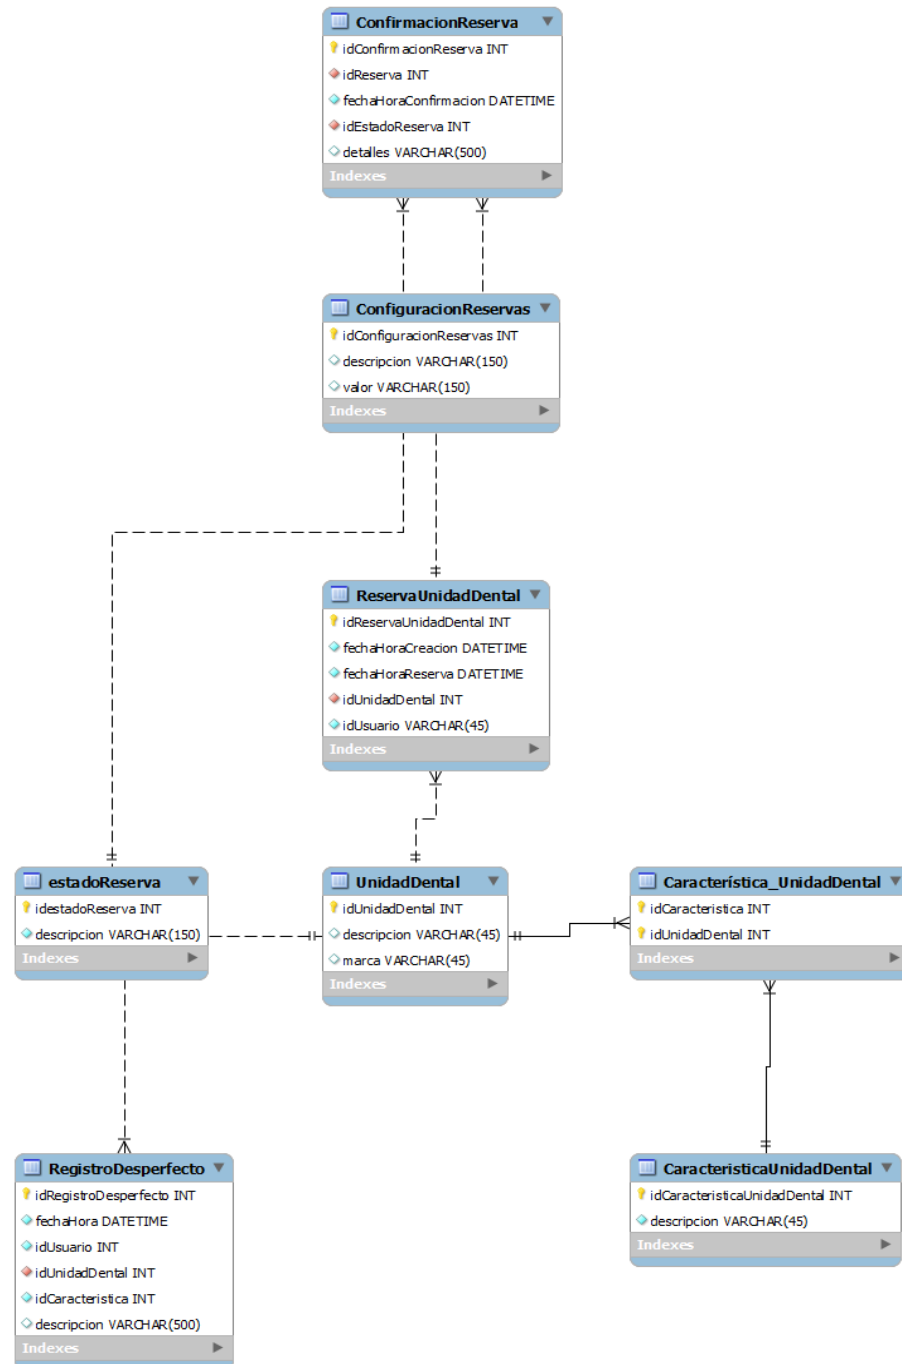 ConfirmacionReserva
idConfirmacionReserva INT
idReserva INT
fechaHoraConfirmacion DATETIME
idEstadoReserva INT
detalles VARCHAR(500)
Indexes
ConfiguracionReservas
idConfiguracionReservas INT
descripcion VARCHAR(150)
valor VARCHAR(150)
Indexes
ReservaUnidadDental
idReservaUnidadDental INT
fechaHoraCreacion DATETIME
fechaHoraReserva DATETIME
idUnidadDental INT
idUsuario VARCHAR(45)
Indexes
estadoReserva
idestadoReserva INT
descripcion VARCHAR(150)
Indexes
UnidadDental
idUnidadDental INT
descripcion VARCHAR(45)
marca VARCHAR(45)
Indexes
Característica_UnidadDental
idCaracteristica INT
idUnidadDental INT
Indexes
RegistroDesperfecto
idRegistroDesperfecto INT
fechaHora DATETIME
idUsuario INT
idUnidadDental INT
idCaracteristica INT
descripcion VARCHAR(500)
Indexes
CaracteristicaUnidadDental
idCaracteristicaUnidadDental INT
descripcion VARCHAR(45)
Indexes